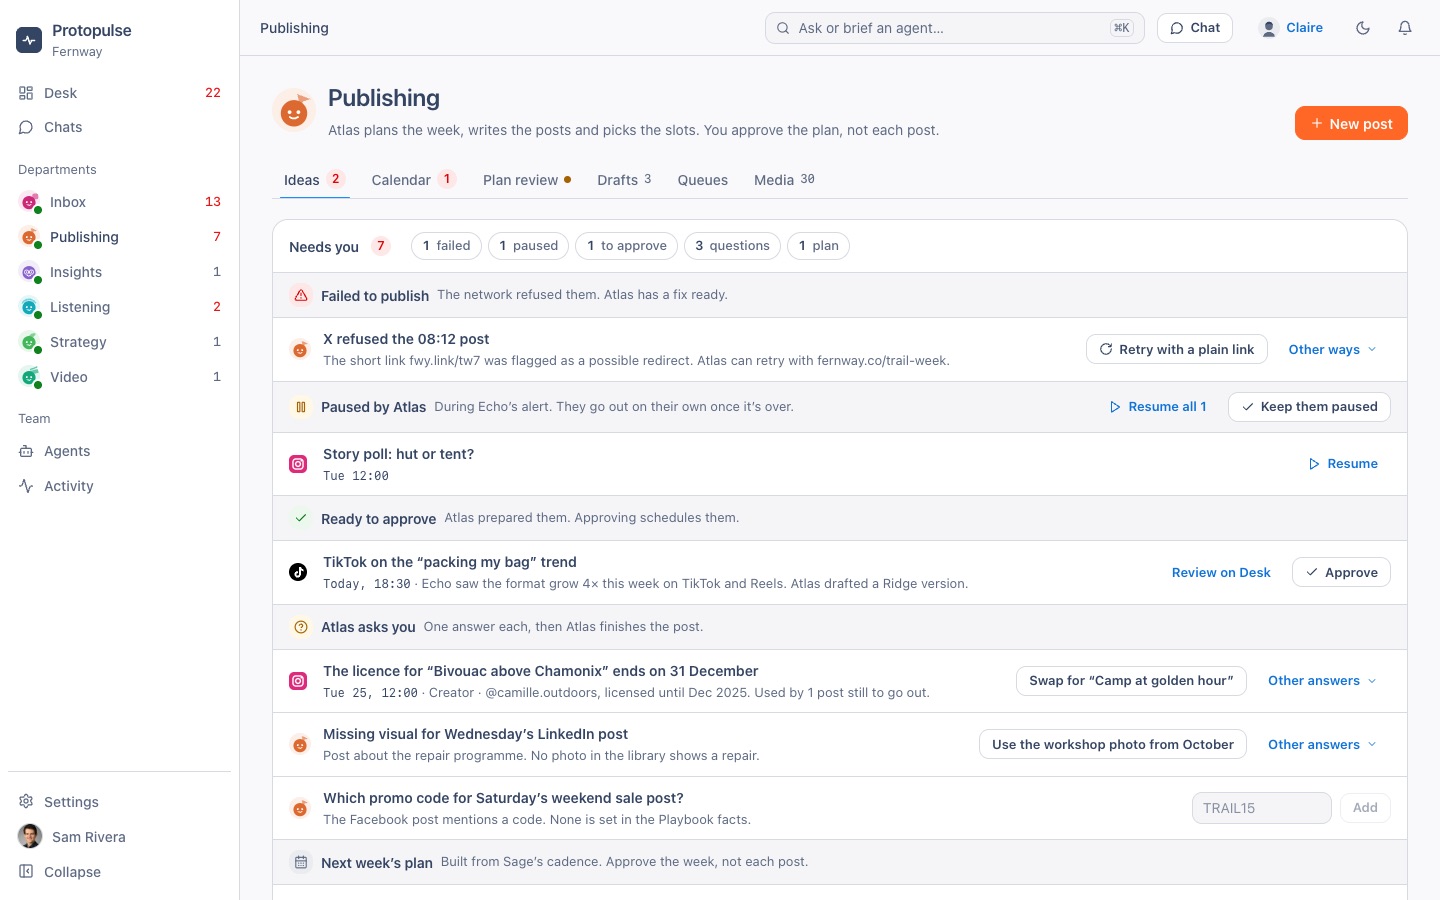 Protopulse
Fernway
Publishing
Ask or brief an agent…
⌘K
Chat
Claire
Desk 22
Chats
Departments
Inbox 13
Publishing 7
Insights 1
Listening 2
Strategy 1
Video 1
Team
Agents
Activity
Settings
Sam Rivera
Collapse
Publishing
Atlas plans the week, writes the posts and picks the slots. You approve the plan, not each post.
+ New post
Ideas 2
Calendar 1
Plan review
Drafts 3
Queues
Media 30
Needs you 7
1 failed
1 paused
1 to approve
3 questions
1 plan
Failed to publish The network refused them. Atlas has a fix ready.
X refused the 08:12 post
The short link fwy.link/tw7 was flagged as a possible redirect. Atlas can retry with fernway.co/trail-week.
Retry with a plain link
Other ways
Paused by Atlas During Echo’s alert. They go out on their own once it’s over.
Resume all 1
Keep them paused
Story poll: hut or tent?
Tue 12:00
Resume
Ready to approve Atlas prepared them. Approving schedules them.
TikTok on the “packing my bag” trend
Today, 18:30 · Echo saw the format grow 4× this week on TikTok and Reels. Atlas drafted a Ridge version.
Review on Desk
Approve
Atlas asks you One answer each, then Atlas finishes the post.
The licence for “Bivouac above Chamonix” ends on 31 December
Tue 25, 12:00 · Creator · @camille.outdoors, licensed until Dec 2025. Used by 1 post still to go out.
Swap for “Camp at golden hour”
Other answers
Missing visual for Wednesday’s LinkedIn post
Post about the repair programme. No photo in the library shows a repair.
Use the workshop photo from October
Other answers
Which promo code for Saturday’s weekend sale post?
The Facebook post mentions a code. None is set in the Playbook facts.
TRAIL15
Add
Next week’s plan Built from Sage’s cadence. Approve the week, not each post.